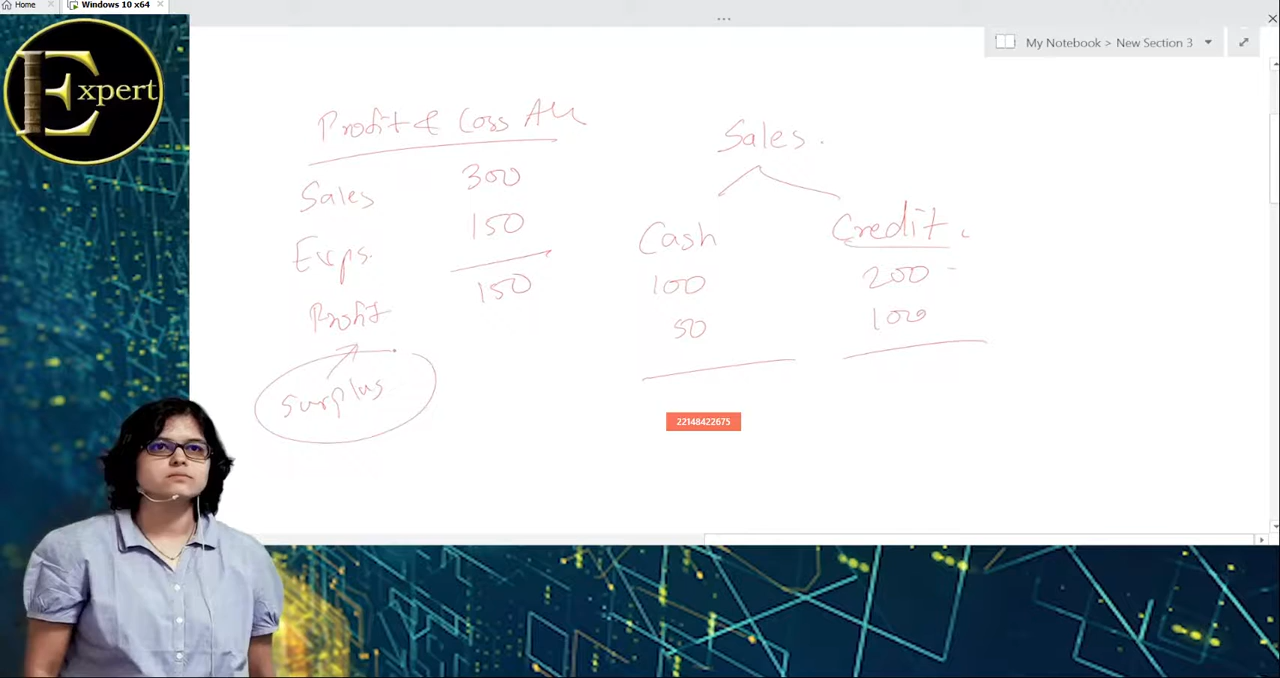 Home
Windows 10 x64
Expert
My Notebook > New Section 3
Profit & Loss A/c
Sales 300
Exps. 150
Profit 150
surplus
Sales.
Cash Credit.
100 200
50 100
22148422675